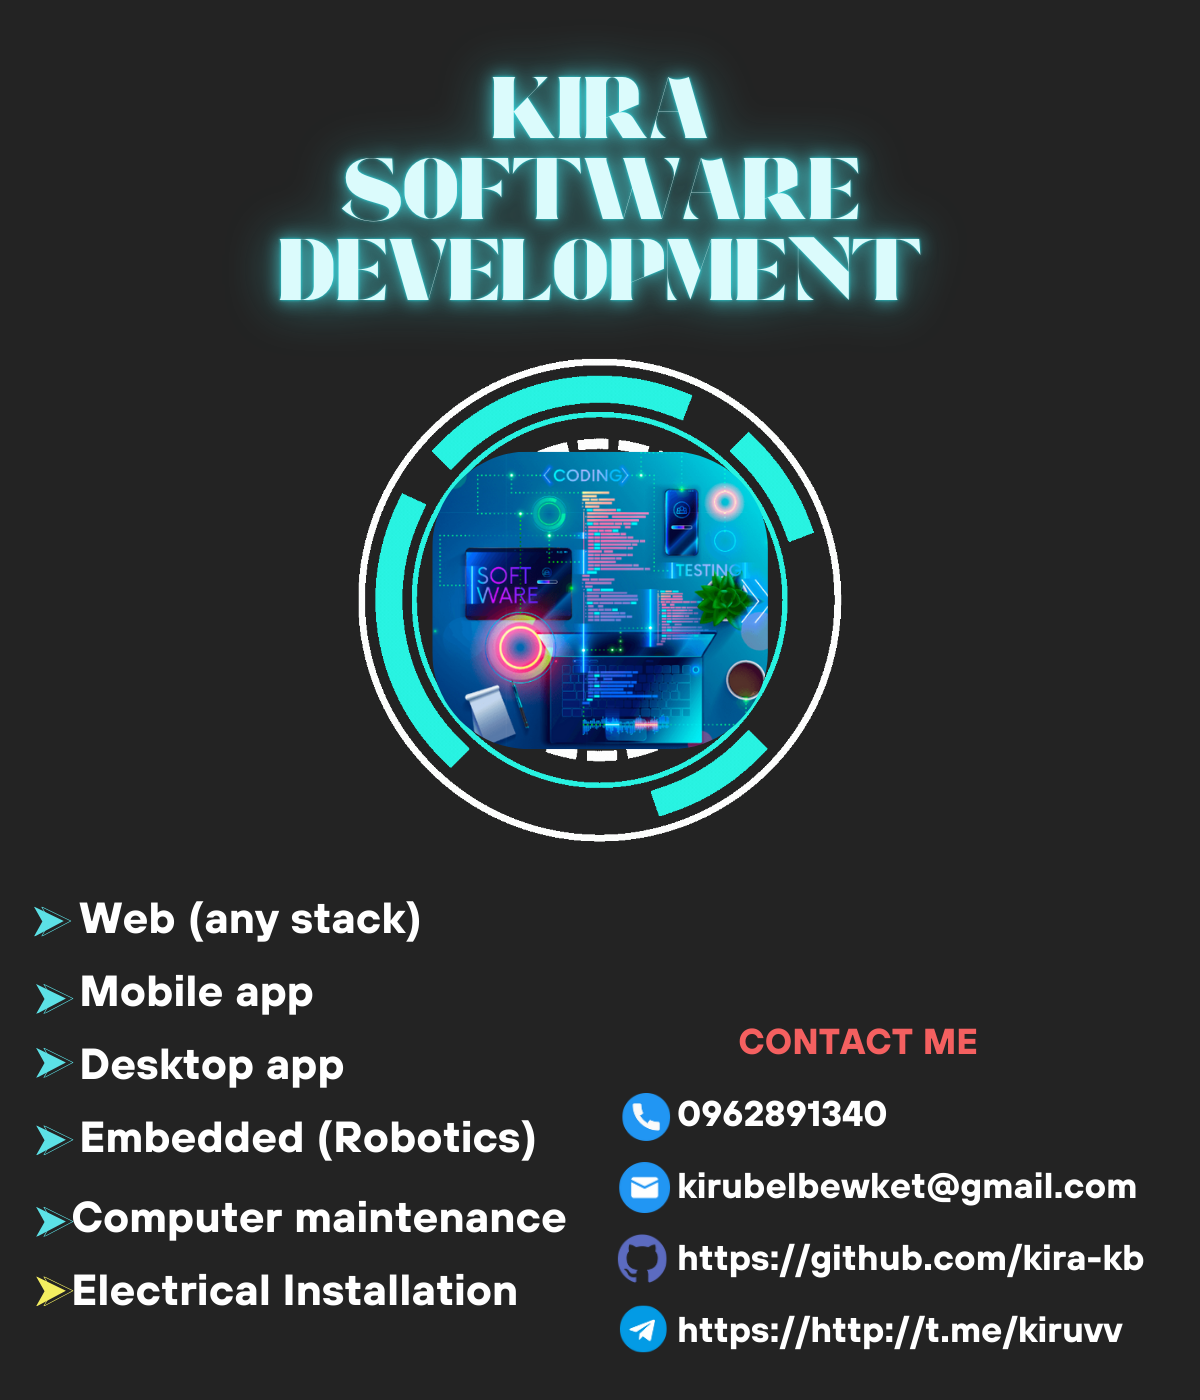 KIRA
SOFTWARE
DEVELOPMENT
<CODING>
SOFT
WARE
TESTING
Web (any stack)
Mobile app
Desktop app
Embedded (Robotics)
Computer maintenance
Electrical Installation
CONTACT ME
0962891340
kirubelbewket@gmail.com
https://github.com/kira-kb
https://http://t.me/kiruvv